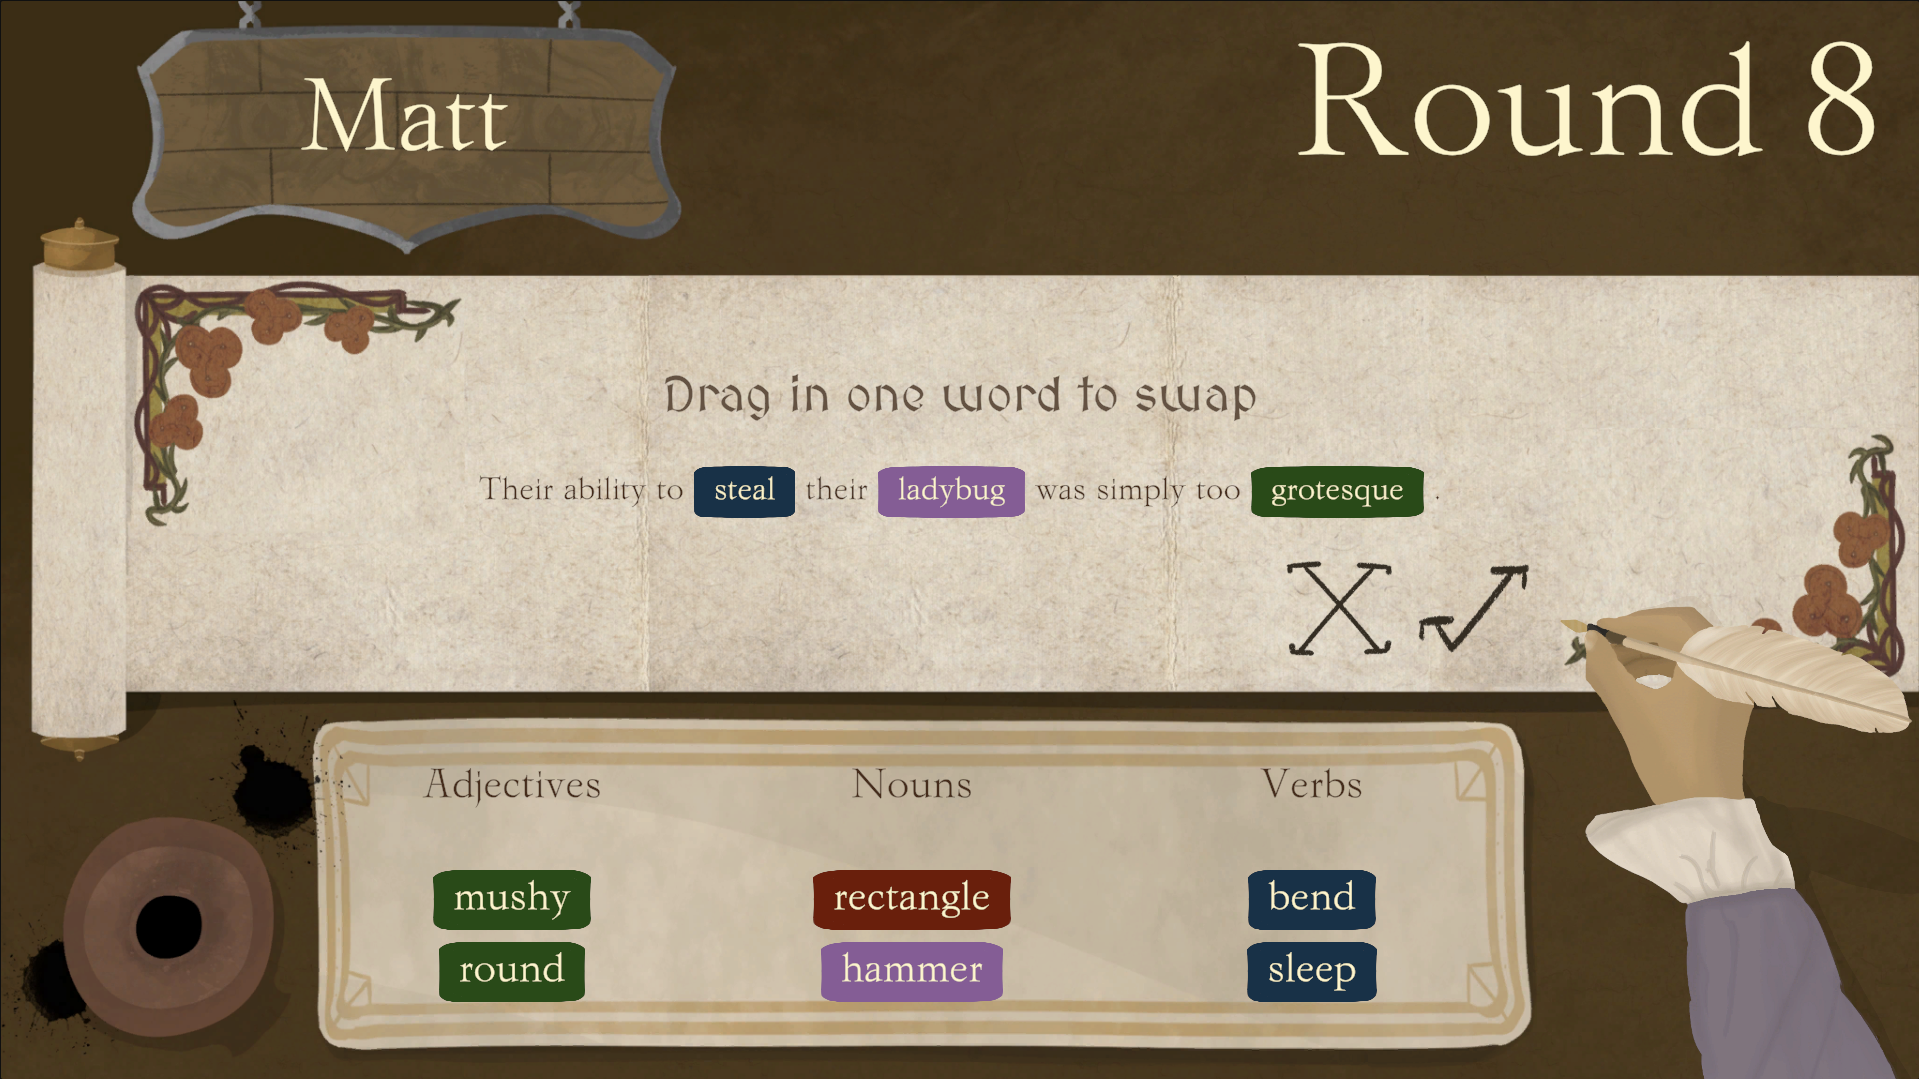 Matt
Round 8
Drag in one word to swap
Their ability to steal their ladybug was simply too grotesque .
Adjectives Nouns Verbs
mushy rectangle bend
round hammer sleep